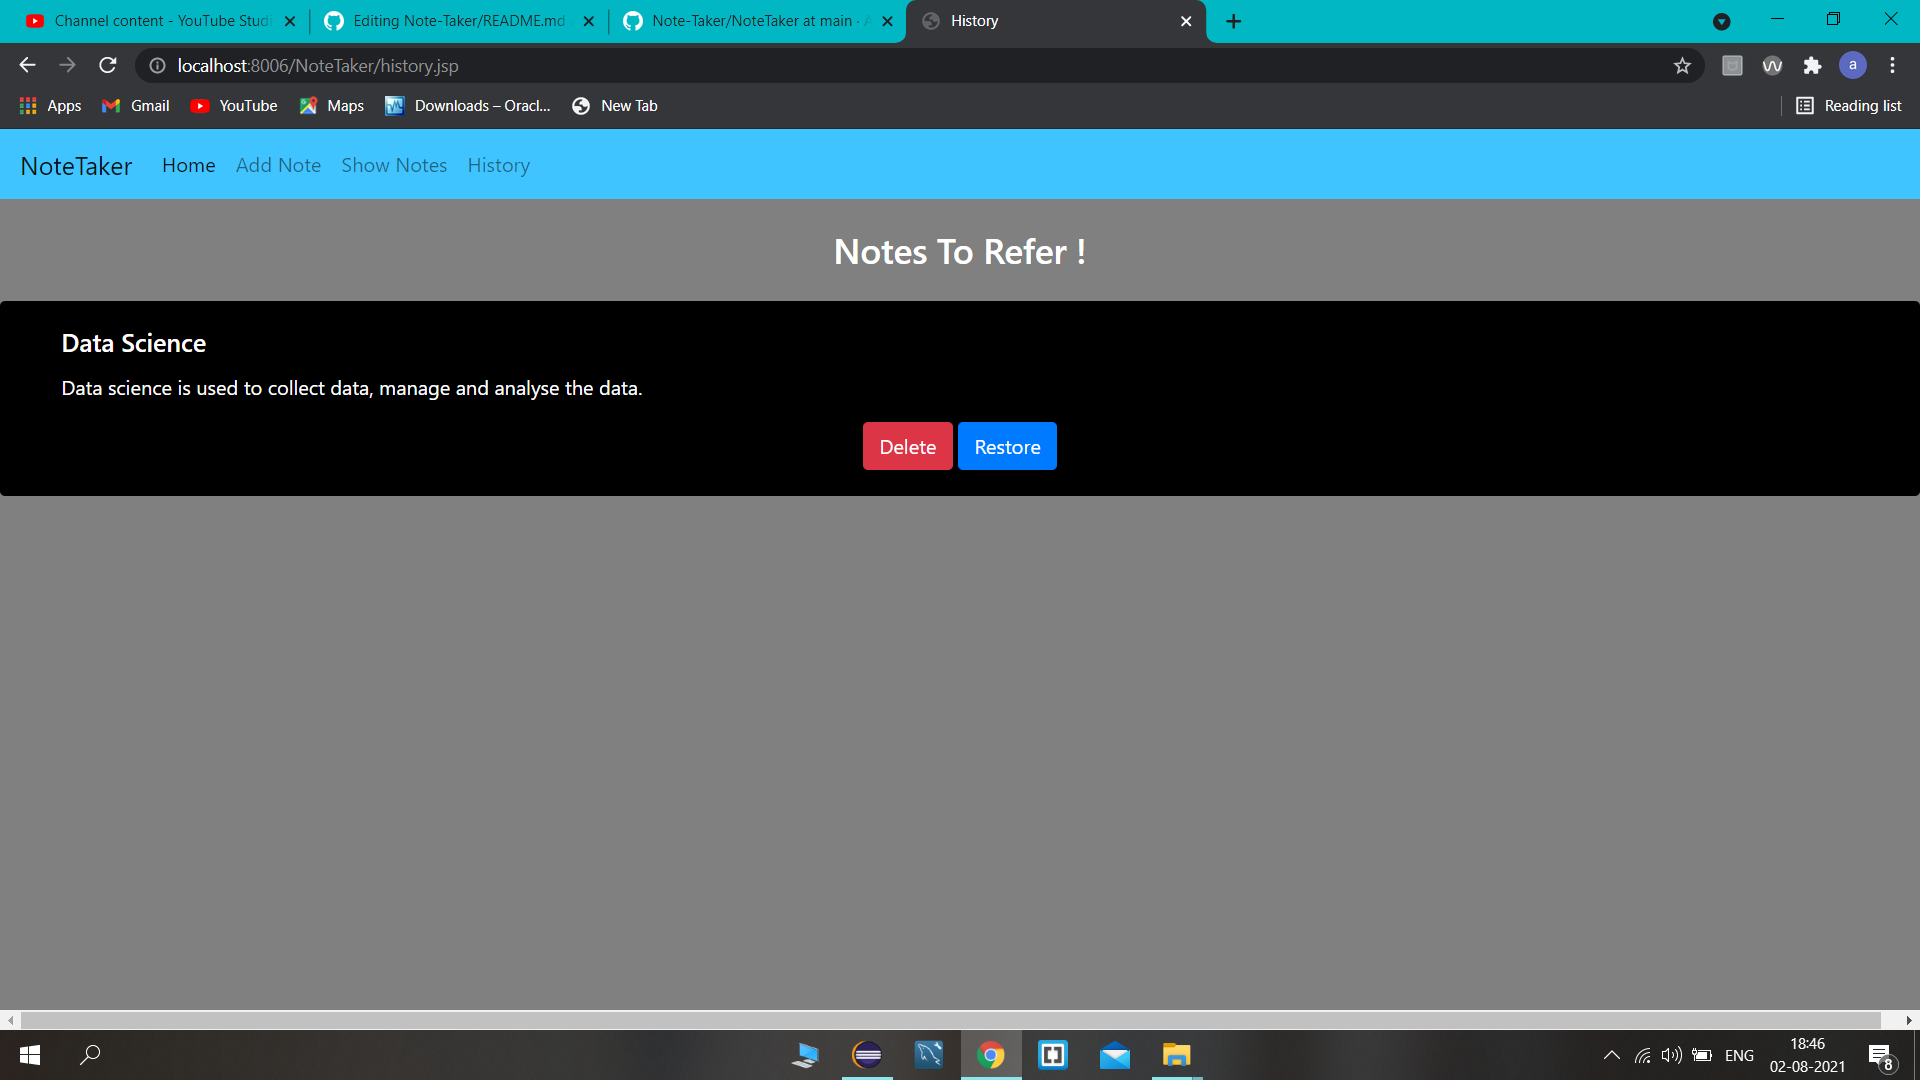 Channel content - YouTube Studi
Editing Note-Taker/README.md
Note-Taker/NoteTaker at main · A
History
localhost:8006/NoteTaker/history.jsp
a
Apps
Gmail
YouTube
Maps
Downloads – Oracl...
New Tab
Reading list
NoteTaker
Home
Add Note
Show Notes
History
Notes To Refer !
Data Science
Data science is used to collect data, manage and analyse the data.
Delete
Restore
ENG
18:46
02-08-2021
8